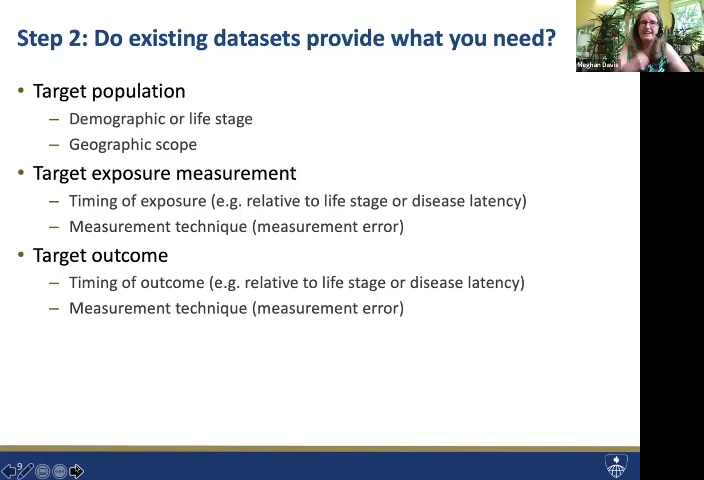 Step 2: Do existing datasets provide what you need?
Meghan Davis
• Target population
– Demographic or life stage
– Geographic scope
• Target exposure measurement
– Timing of exposure (e.g. relative to life stage or disease latency)
– Measurement technique (measurement error)
• Target outcome
– Timing of outcome (e.g. relative to life stage or disease latency)
– Measurement technique (measurement error)
9